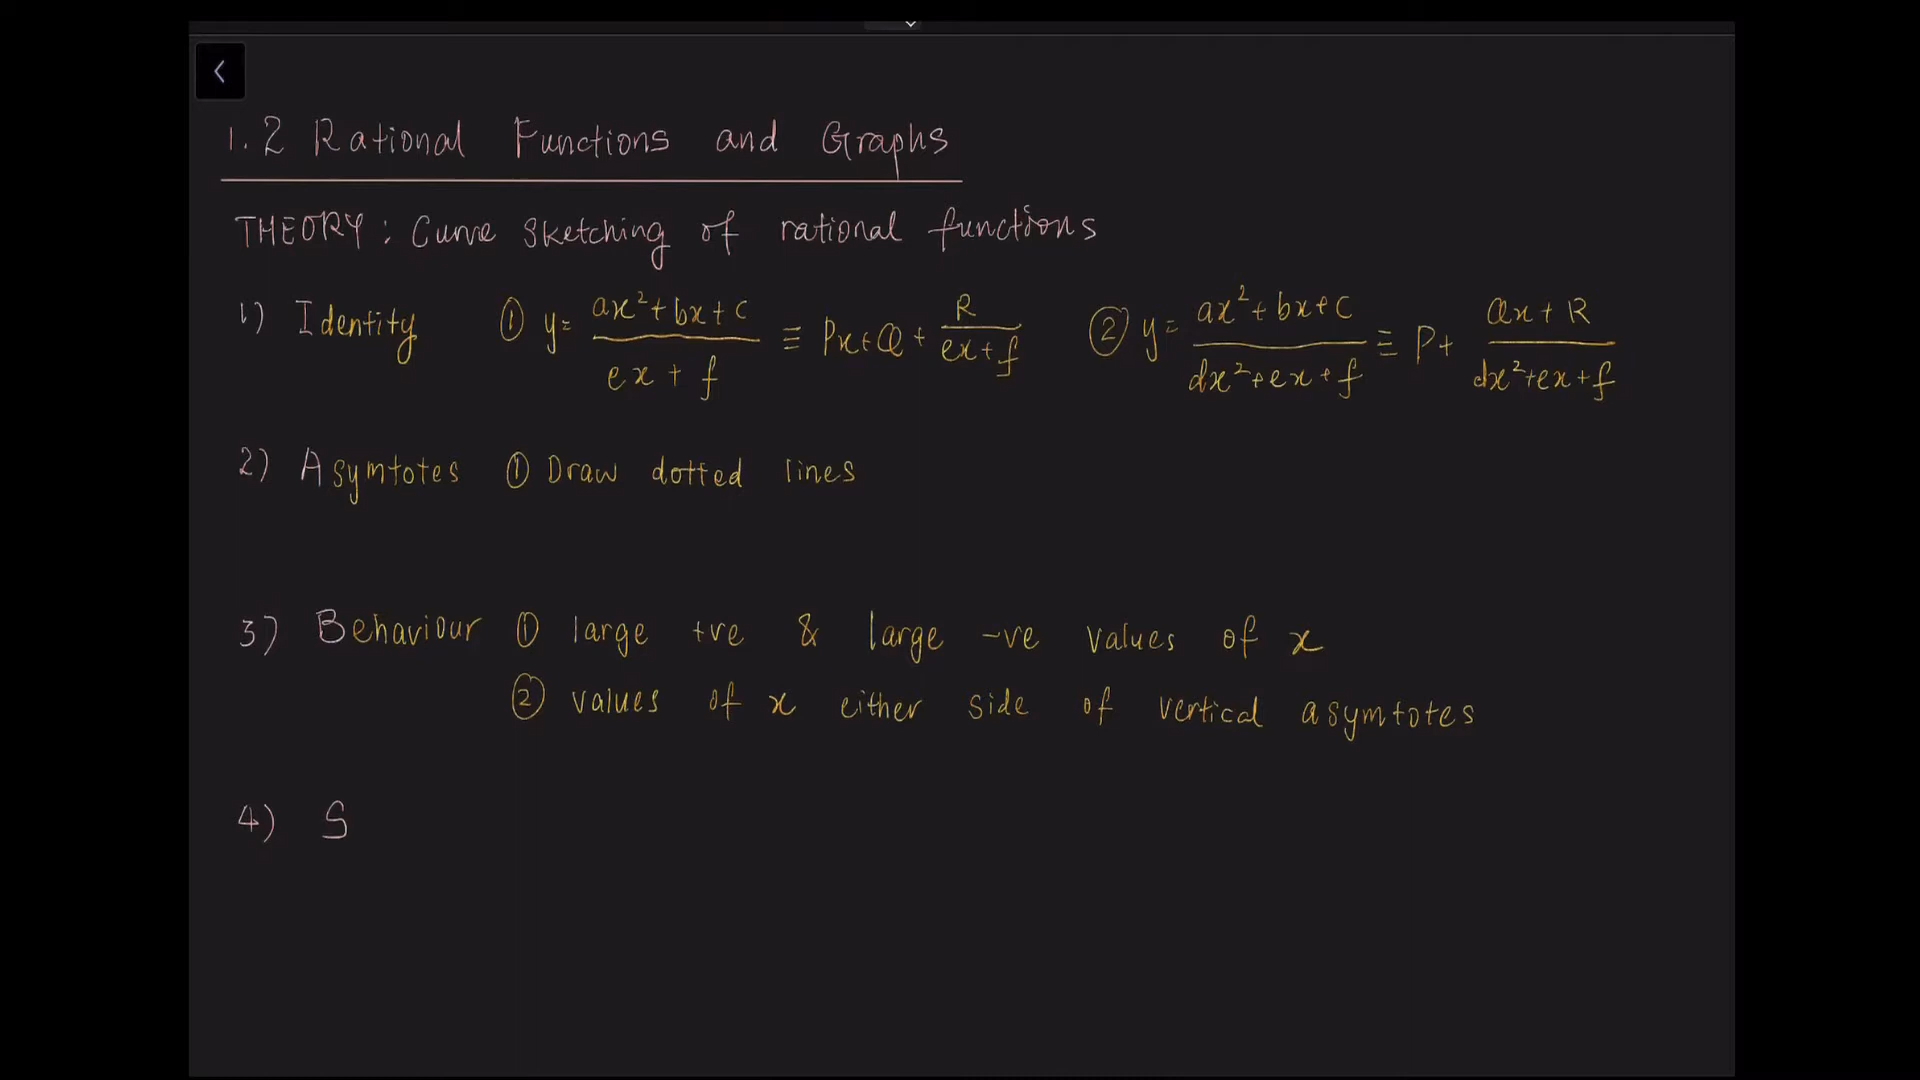 1.2 Rational Functions and Graphs
THEORY: Curve sketching of rational functions
1) Identity ① y= ax²+bx+c / ex+f ≡ Px+Q+ R / ex+f ② y= ax²+bx+c / dx²+ex+f ≡ P+ Qx+R / dx²+ex+f
2) Asymtotes ① Draw dotted lines
3) Behaviour ① large +ve & large -ve values of x
② values of x either side of vertical asymtotes
4) S